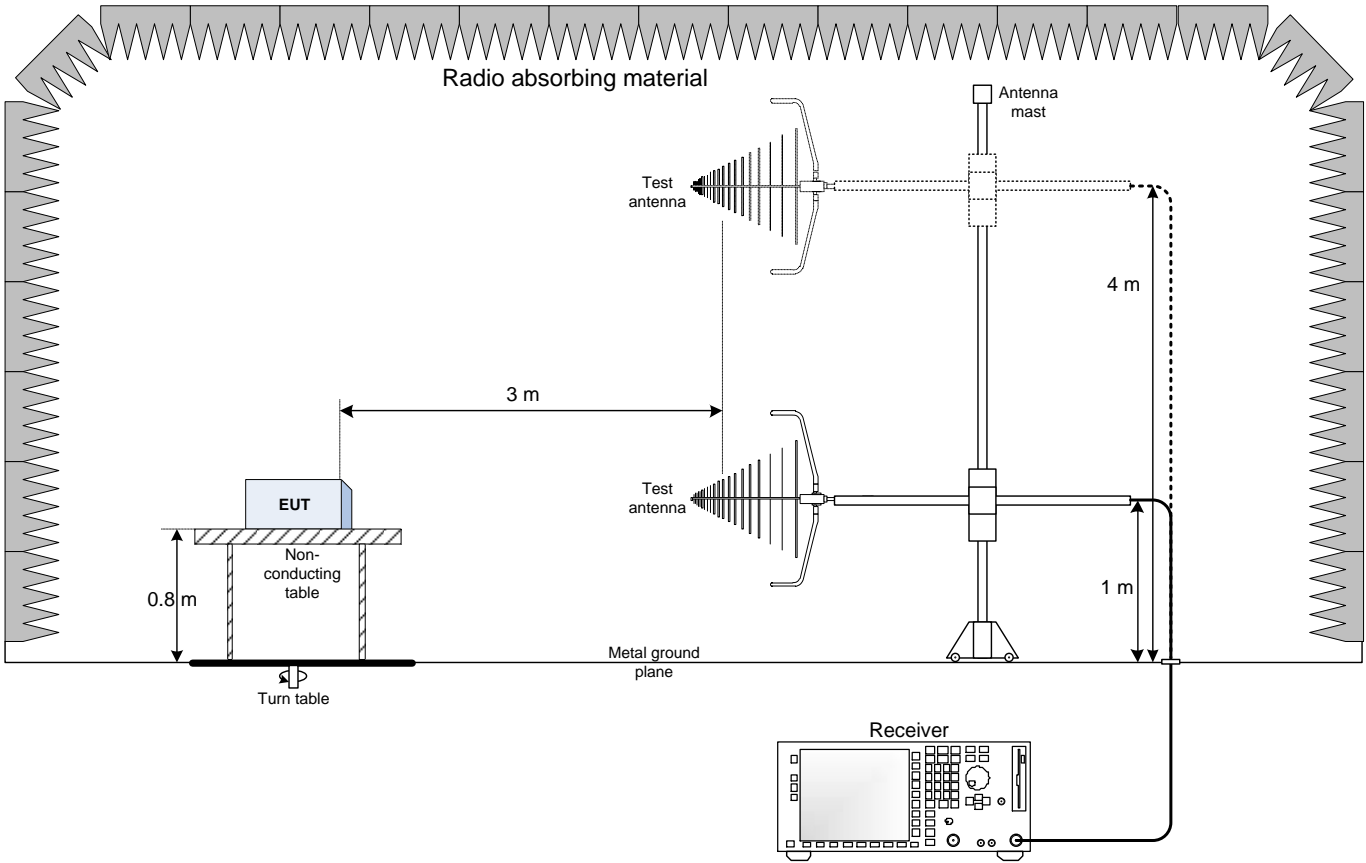 Radio absorbing material
Antenna
mast
Test
antenna
4 m
3 m
EUT
Test
antenna
Non-
conducting
table
0.8 m
1 m
Metal ground
plane
Turn table
Receiver